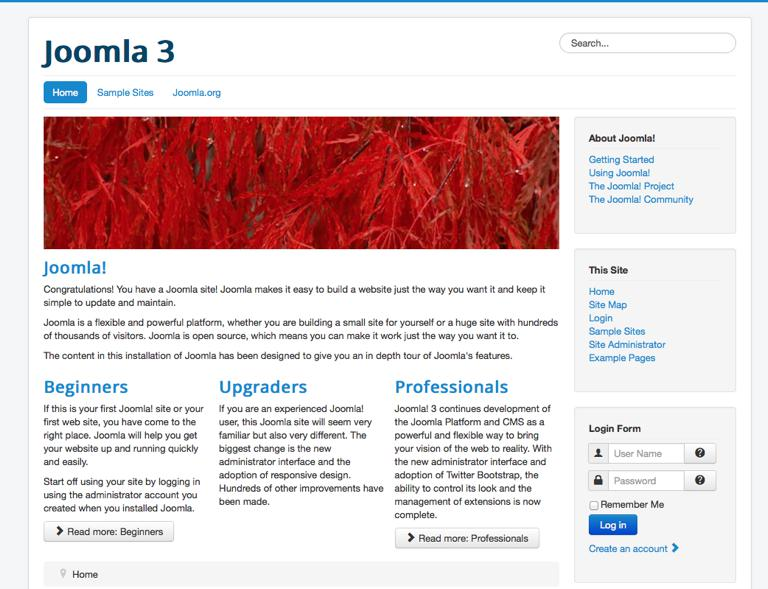 Joomla 3
Search...
Home
Sample Sites
Joomla.org
Joomla!
Congratulations! You have a Joomla site! Joomla makes it easy to build a website just the way you want it and keep it
simple to update and maintain.
Joomla is a flexible and powerful platform, whether you are building a small site for yourself or a huge site with hundreds
of thousands of visitors. Joomla is open source, which means you can make it work just the way you want it to.
The content in this installation of Joomla has been designed to give you an in depth tour of Joomla's features.
Beginners
If this is your first Joomla! site or your
first web site, you have come to the
right place. Joomla will help you get
your website up and running quickly
and easily.
Start off using your site by logging in
using the administrator account you
created when you installed Joomla.
Read more: Beginners
Upgraders
If you are an experienced Joomla!
user, this Joomla site will seem very
familiar but also very different. The
biggest change is the new
administrator interface and the
adoption of responsive design.
Hundreds of other improvements have
been made.
Professionals
Joomla! 3 continues development of
the Joomla Platform and CMS as a
powerful and flexible way to bring
your vision of the web to reality. With
the new administrator interface and
adoption of Twitter Bootstrap, the
ability to control its look and the
management of extensions is now
complete.
Read more: Professionals
Home
About Joomla!
Getting Started
Using Joomla!
The Joomla! Project
The Joomla! Community
This Site
Home
Site Map
Login
Sample Sites
Site Administrator
Example Pages
Login Form
User Name
Password
Remember Me
Log in
Create an account